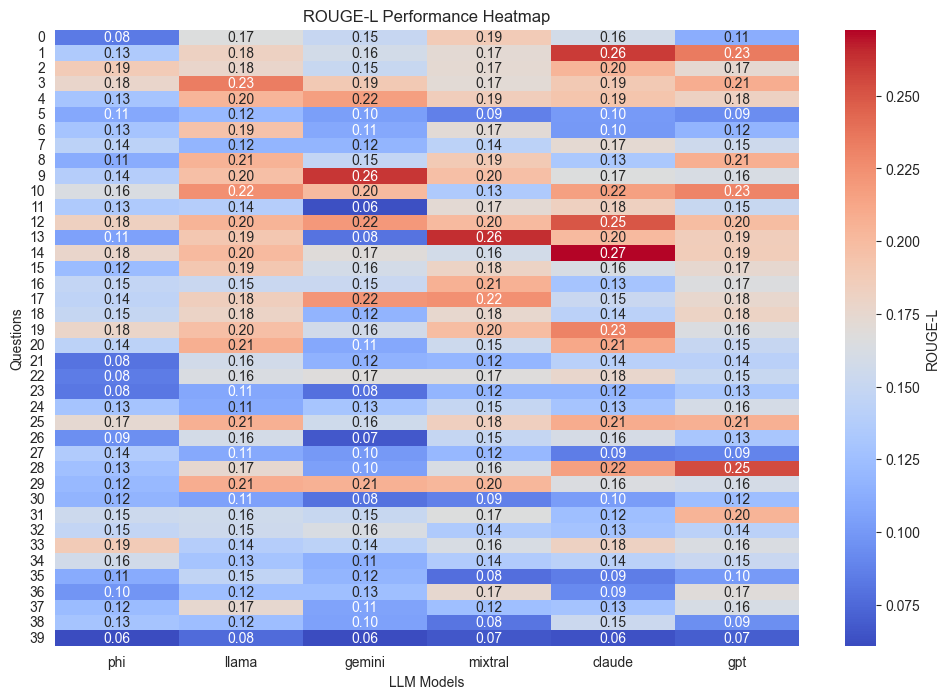 ROUGE-L Performance Heatmap
0 0.08 0.17 0.15 0.19 0.16 0.11
1 0.13 0.18 0.16 0.17 0.26 0.23
2 0.19 0.18 0.15 0.17 0.20 0.17
3 0.18 0.23 0.19 0.17 0.19 0.21
4 0.13 0.20 0.22 0.19 0.19 0.18
5 0.11 0.12 0.10 0.09 0.10 0.09
6 0.13 0.19 0.11 0.17 0.10 0.12
7 0.14 0.12 0.12 0.14 0.17 0.15
8 0.11 0.21 0.15 0.19 0.13 0.21
9 0.14 0.20 0.26 0.20 0.17 0.16
10 0.16 0.22 0.20 0.13 0.22 0.23
11 0.13 0.14 0.06 0.17 0.18 0.15
12 0.18 0.20 0.22 0.20 0.25 0.20
13 0.11 0.19 0.08 0.26 0.20 0.19
14 0.18 0.20 0.17 0.16 0.27 0.19
15 0.12 0.19 0.16 0.18 0.16 0.17
16 0.15 0.15 0.15 0.21 0.13 0.17
17 0.14 0.18 0.22 0.22 0.15 0.18
18 0.15 0.18 0.12 0.18 0.14 0.18
19 0.18 0.20 0.16 0.20 0.23 0.16
20 0.14 0.21 0.11 0.15 0.21 0.15
21 0.08 0.16 0.12 0.12 0.14 0.14
22 0.08 0.16 0.17 0.17 0.18 0.15
23 0.08 0.11 0.08 0.12 0.12 0.13
24 0.13 0.11 0.13 0.15 0.13 0.16
25 0.17 0.21 0.16 0.18 0.21 0.21
26 0.09 0.16 0.07 0.15 0.16 0.13
27 0.14 0.11 0.10 0.12 0.09 0.09
28 0.13 0.17 0.10 0.16 0.22 0.25
29 0.12 0.21 0.21 0.20 0.16 0.16
30 0.12 0.11 0.08 0.09 0.10 0.12
31 0.15 0.16 0.15 0.17 0.12 0.20
32 0.15 0.15 0.16 0.14 0.13 0.14
33 0.19 0.14 0.14 0.16 0.18 0.16
34 0.16 0.13 0.11 0.14 0.14 0.15
35 0.11 0.15 0.12 0.08 0.09 0.10
36 0.10 0.12 0.13 0.17 0.09 0.17
37 0.12 0.17 0.11 0.12 0.13 0.16
38 0.13 0.12 0.10 0.08 0.15 0.09
39 0.06 0.08 0.06 0.07 0.06 0.07
phi llama gemini mixtral claude gpt
LLM Models
Questions
0.250
0.225
0.200
0.175
0.150
0.125
0.100
0.075
ROUGE-L